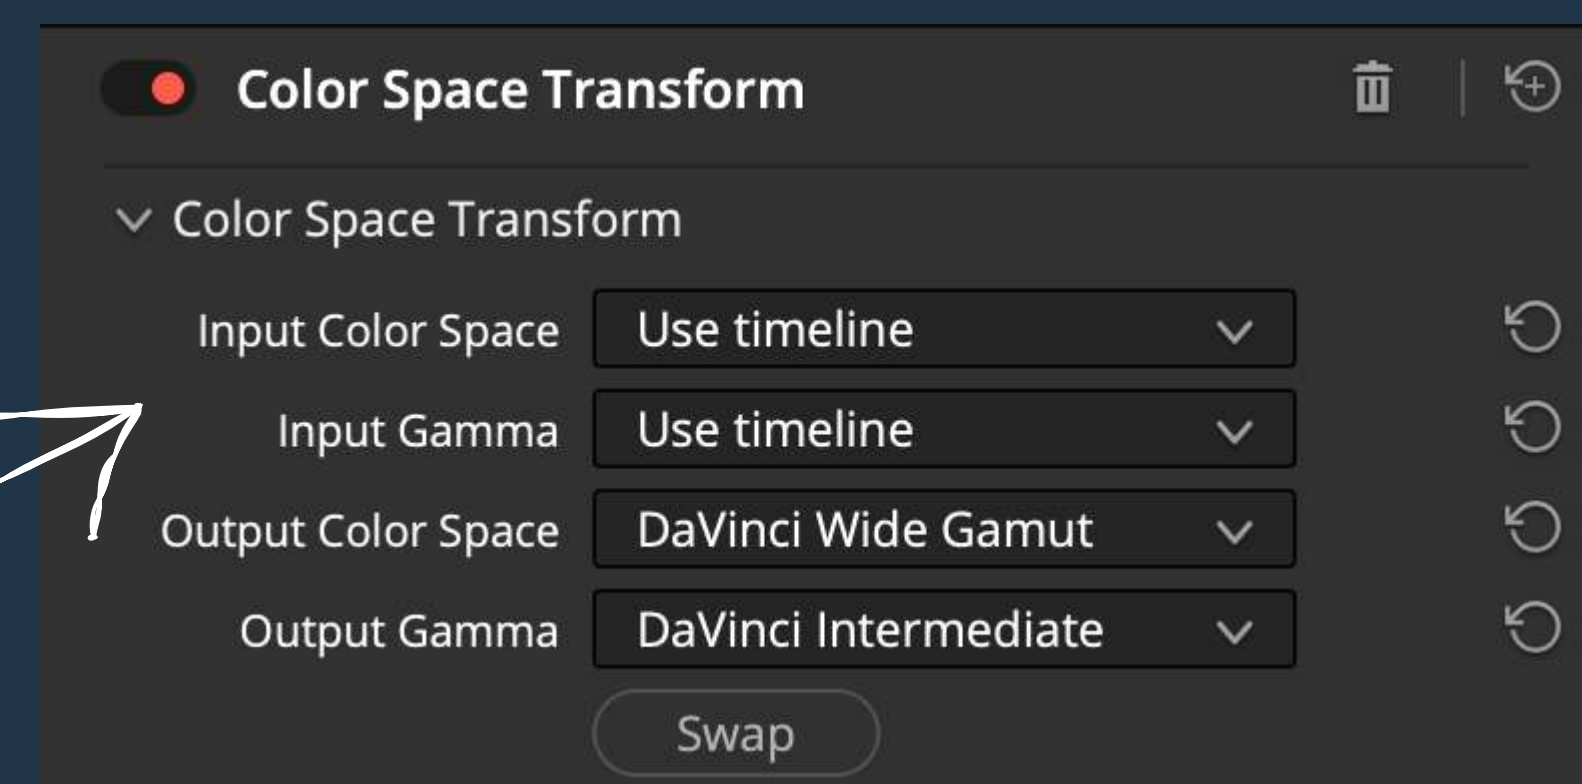 Color Space Transform
Color Space Transform
Input Color Space Use timeline
Input Gamma Use timeline
Output Color Space DaVinci Wide Gamut
Output Gamma DaVinci Intermediate
Swap